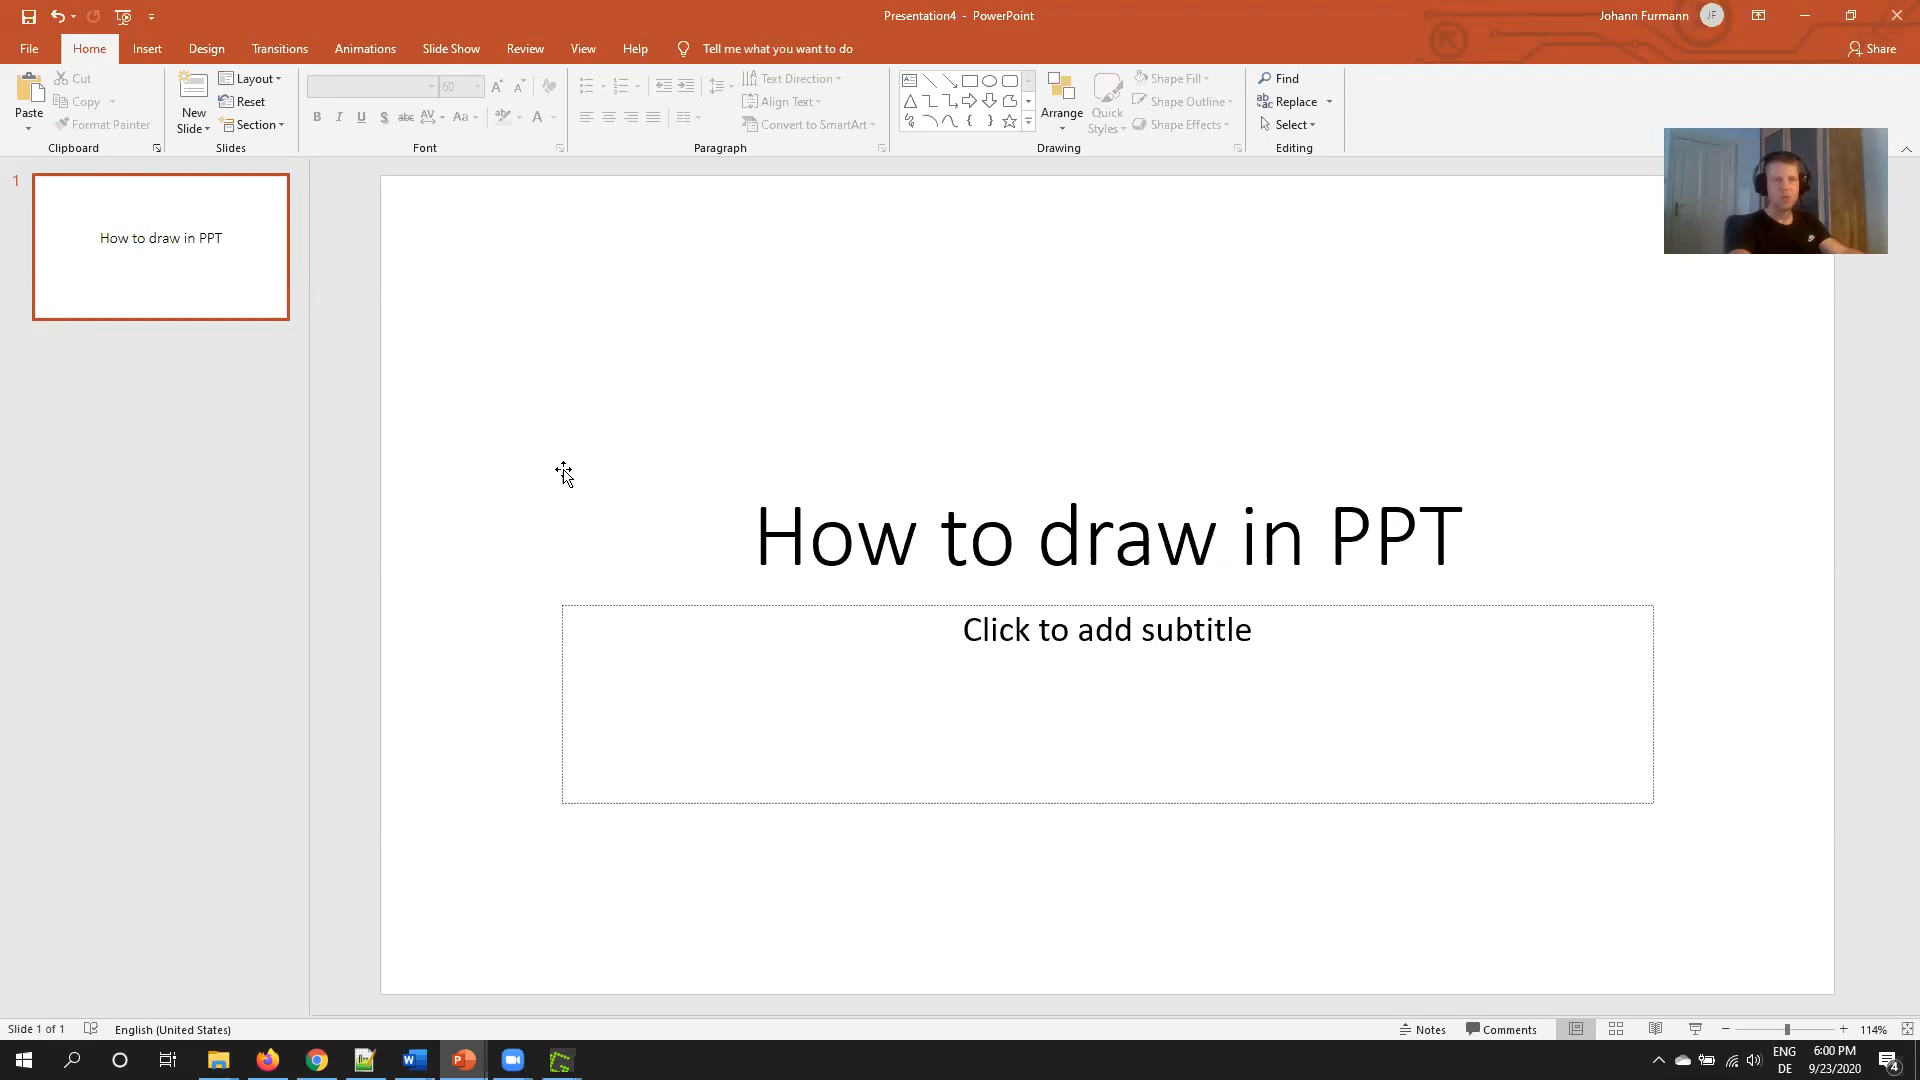 Presentation4 - PowerPoint
Johann Furmann
JF
File
Home
Insert
Design
Transitions
Animations
Slide Show
Review
View
Help
Tell me what you want to do
Share
Paste
Cut
Copy
Format Painter
Clipboard
New
Slide
Layout
Reset
Section
Slides
60
B I U S abc AV Aa A
Font
Text Direction
Align Text
Convert to SmartArt
Paragraph
Arrange
Quick
Styles
Shape Fill
Shape Outline
Shape Effects
Drawing
Find
Replace
Select
Editing
1
How to draw in PPT
How to draw in PPT
Click to add subtitle
Slide 1 of 1
English (United States)
Notes
Comments
114%
ENG
DE
6:00 PM
9/23/2020
4